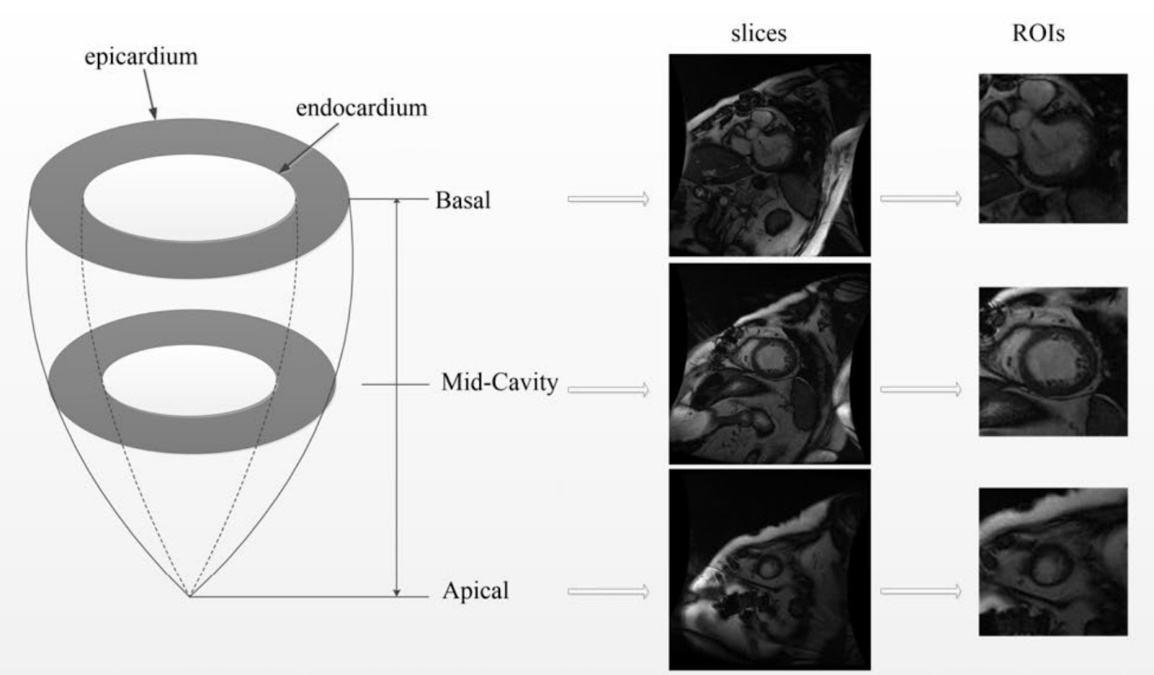 slices
ROIs
epicardium
endocardium
Basal
Mid-Cavity
Apical